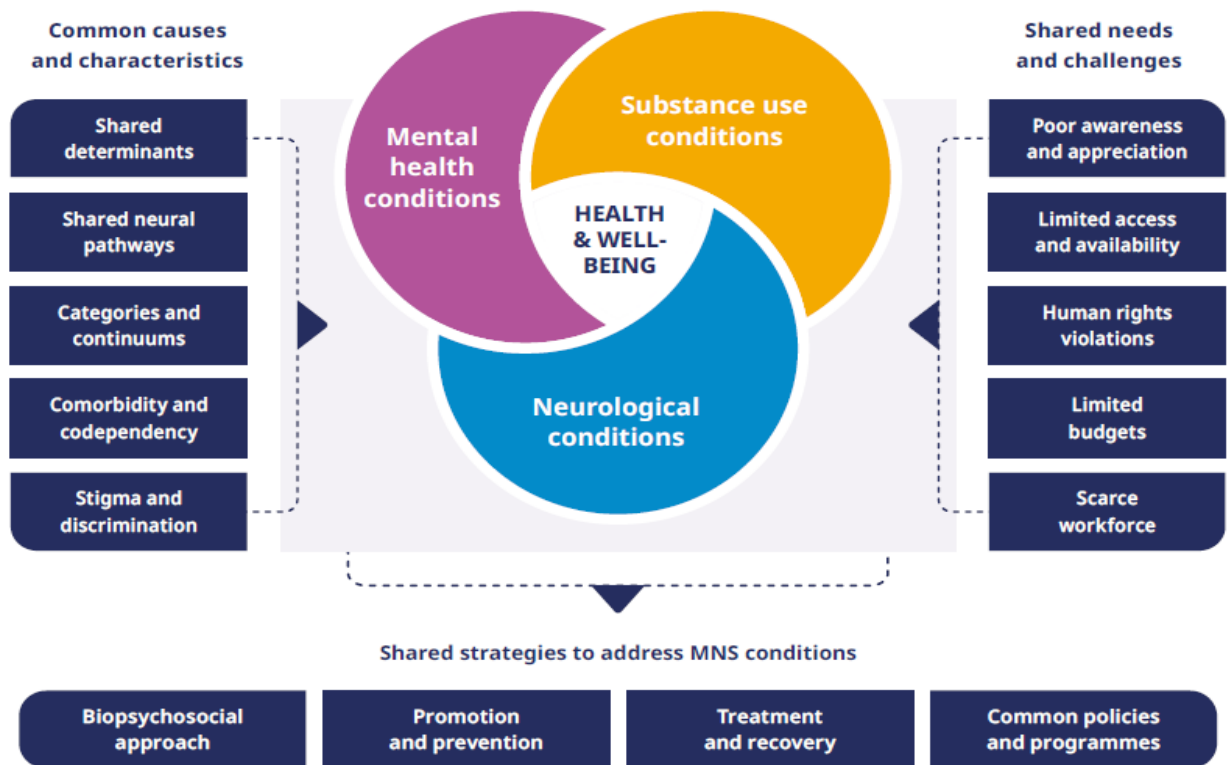 Common causes
and characteristics
Shared
determinants
Shared neural
pathways
Categories and
continuums
Comorbidity and
codependency
Stigma and
discrimination
Mental
health
conditions
Substance use
conditions
HEALTH
& WELL-
BEING
Neurological
conditions
Shared needs
and challenges
Poor awareness
and appreciation
Limited access
and availability
Human rights
violations
Limited
budgets
Scarce
workforce
Shared strategies to address MNS conditions
Biopsychosocial
approach
Promotion
and prevention
Treatment
and recovery
Common policies
and programmes